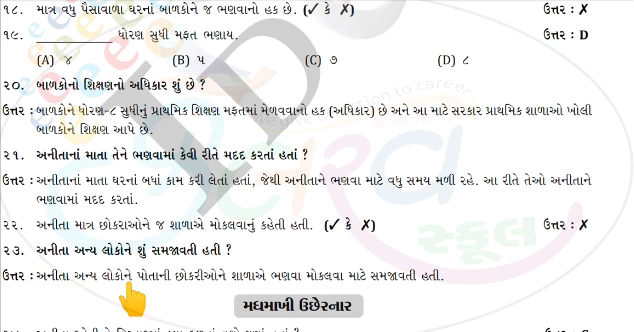 ૧૮. માત્ર વધુ પૈસાવાળા ઘરનાં બાળકોને જ ભણવાનો હક છે. (✓ કે ✗) ઉત્તર : ✗
૧૯. __________ ધોરણ સુધી મફત ભણાય. ઉત્તર : D
(A) ૪ (B) ૫ (C) ૭ (D) ૮
૨૦. બાળકોનો શિક્ષણનો અધિકાર શું છે ?
ઉત્તર : બાળકોને ધોરણ-૮ સુધીનું પ્રાથમિક શિક્ષણ મફતમાં મેળવવાનો હક (અધિકાર) છે અને આ માટે સરકાર પ્રાથમિક શાળાઓ ખોલી
બાળકોને શિક્ષણ આપે છે.
૨૧. અનીતાનાં માતા તેને ભણવામાં કેવી રીતે મદદ કરતાં હતાં ?
ઉત્તર : અનીતાનાં માતા ઘરનાં બધાં કામ કરી લેતાં હતાં, જેથી અનીતાને ભણવા માટે વધુ સમય મળી રહે. આ રીતે તેઓ અનીતાને
ભણવામાં મદદ કરતાં.
૨૨. અનીતા માત્ર છોકરાઓને જ શાળાએ મોકલવાનું કહેતી હતી. (✓ કે ✗) ઉત્તર : ✗
૨૩. અનીતા અન્ય લોકોને શું સમજાવતી હતી ?
ઉત્તર : અનીતા અન્ય લોકોને પોતાની છોકરીઓને શાળાએ ભણવા મોકલવા માટે સમજાવતી હતી.
મધમાખી ઉછેરનાર
સ્કૂલ
to career